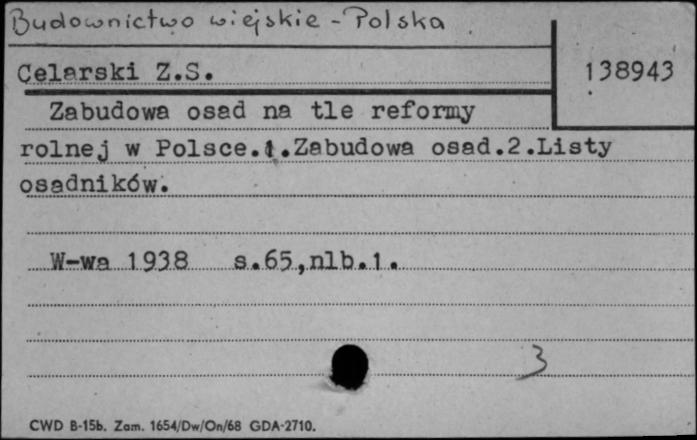 Budownictwo wiejskie - Polska
Celarski Z.S.
138943
Zabudowa osad na tle reformy
rolnej w Polsce.1.Zabudowa osad.2.Listy
osadników.
W-wa 1938 s.65,nlb.1.
3
CWD B-15b. Zam. 1654/Dw/On/68 GDA-2710.